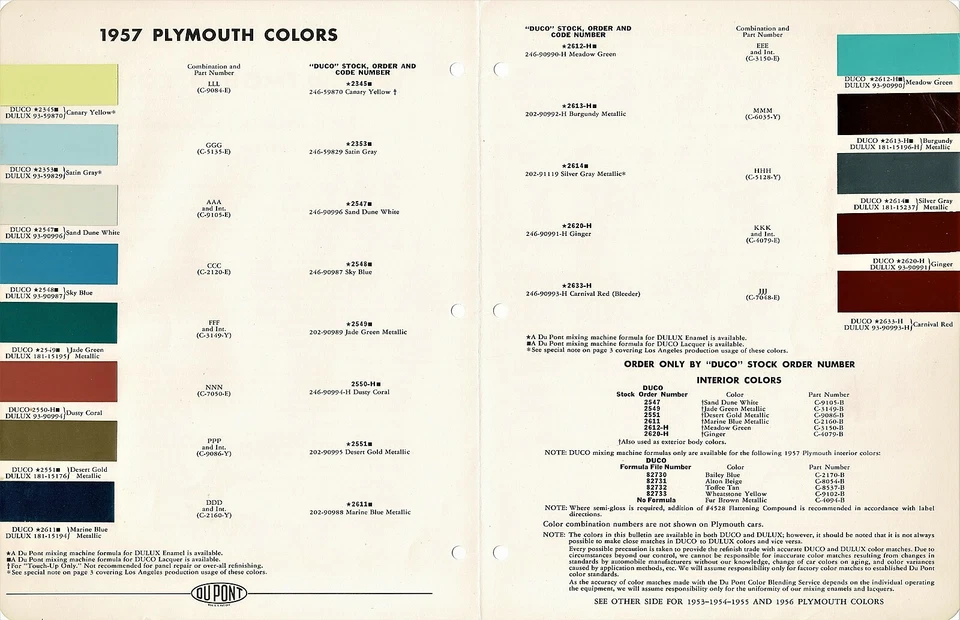 1957 PLYMOUTH COLORS
Combination and
Part Number
"DUCO" STOCK, ORDER AND
CODE NUMBER
DUCO ★2345■
DULUX 93-59870
Canary Yellow*
LLL
(C-9084-E)
★2345■
246-59870 Canary Yellow †
DUCO ★2353■
DULUX 93-59829
Satin Gray*
GGG
(C-5135-E)
★2353■
246-59829 Satin Gray
DUCO ★2547■
DULUX 93-90996
Sand Dune White
AAA
and Int.
(C-9105-E)
★2547■
246-90996 Sand Dune White
DUCO ★2548■
DULUX 93-90987
Sky Blue
CCC
(C-2120-E)
★2548■
246-90987 Sky Blue
DUCO ★2549■
DULUX 181-15195
Jade Green
Metallic
FFF
and Int.
(C-3149-Y)
★2549■
202-90989 Jade Green Metallic
DUCO★2550-H■
DULUX 93-90994
Dusty Coral
NNN
(C-7050-E)
2550-H■
246-90994-H Dusty Coral
DUCO ★2551■
DULUX 181-15176
Desert Gold
Metallic
PPP
and Int.
(C-9086-Y)
★2551■
202-90995 Desert Gold Metallic
DUCO ★2611■
DULUX 181-15194
Marine Blue
Metallic
DDD
and Int.
(C-2160-Y)
★2611■
202-90988 Marine Blue Metallic
★A Du Pont mixing machine formula for DULUX Enamel is available.
■A Du Pont mixing machine formula for DUCO Lacquer is available.
†For "Touch-Up Only." Not recommended for panel repair or over-all refinishing.
*See special note on page 3 covering Los Angeles production usage of these colors.
DU PONT
"DUCO" STOCK, ORDER AND
CODE NUMBER
Combination and
Part Number
★2612-H■
246-90990-H Meadow Green
EEE
and Int.
(C-3150-E)
DUCO ★2612-H■
DULUX 93-90990
Meadow Green
★2613-H■
202-90992-H Burgundy Metallic
MMM
(C-6035-Y)
DUCO ★2613-H■
DULUX 181-15196-H
Burgundy
Metallic
★2614■
202-91119 Silver Gray Metallic*
HHH
(C-5128-Y)
DUCO ★2614■
DULUX 181-15237
Silver Gray
Metallic
★2620-H
246-90991-H Ginger
KKK
and Int.
(C-4079-E)
DUCO ★2620-H
DULUX 93-90991
Ginger
★2633-H
246-90993-H Carnival Red (Bleeder)
JJJ
(C-7048-E)
DUCO ★2633-H
DULUX 93-90993-H
Carnival Red
★A Du Pont mixing machine formula for DULUX Enamel is available.
■A Du Pont mixing machine formula for DUCO Lacquer is available.
*See special note on page 3 covering Los Angeles production usage of these colors.
ORDER ONLY BY "DUCO" STOCK ORDER NUMBER
INTERIOR COLORS
DUCO
Stock Order Number Color Part Number
2547 †Sand Dune White C-9105-B
2549 †Jade Green Metallic C-3149-B
2551 †Desert Gold Metallic C-9086-B
2611 †Marine Blue Metallic C-2160-B
2612-H †Meadow Green C-3150-B
2620-H †Ginger C-4079-B
†Also used as exterior body colors.
NOTE: DUCO mixing machine formulas only are available for the following 1957 Plymouth interior colors:
DUCO
Formula File Number Color Part Number
82730 Bailey Blue C-2170-B
82731 Alton Beige C-8054-B
82732 Toffee Tan C-8537-B
82733 Wheatstone Yellow C-9102-B
No Formula Fur Brown Metallic C-4094-B
NOTE: Where semi-gloss is required, addition of #4528 Flattening Compound is recommended in accordance with label
directions.
Color combination numbers are not shown on Plymouth cars.
NOTE: The colors in this bulletin are available in both DUCO and DULUX; however, it should be noted that it is not always
possible to make close matches in DUCO to DULUX colors and vice versa.
Every possible precaution is taken to provide the refinish trade with accurate DUCO and DULUX color matches. Due to
circumstances beyond our control, we cannot be responsible for inaccurate color matches resulting from changes in
standards by automobile manufacturers without our knowledge, change of car colors on aging, and color variances
caused by application methods, etc. We will assume responsibility only for factory color matches to established Du Pont
color standards.
As the accuracy of color matches made with the Du Pont Color Blending Service depends on the individual operating
the equipment, we will assume responsibility only for the uniformity of our mixing enamels and lacquers.
SEE OTHER SIDE FOR 1953-1954-1955 AND 1956 PLYMOUTH COLORS